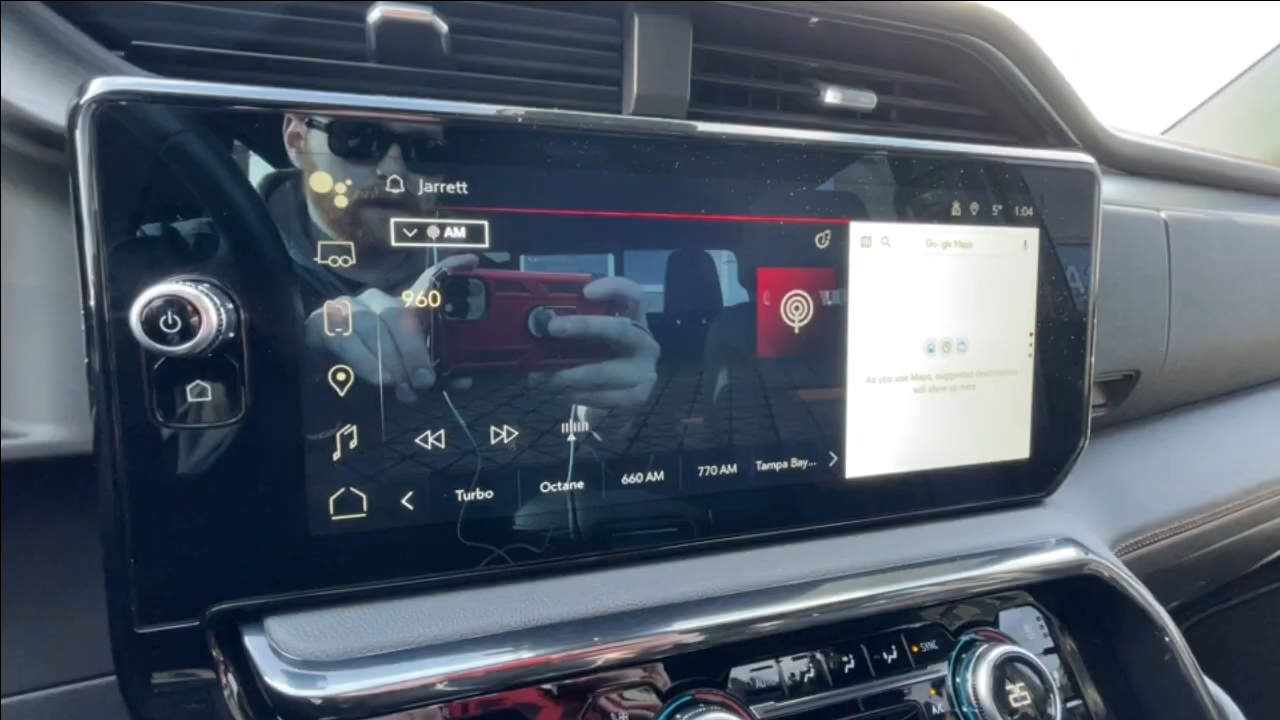 Jarrett
5° 1:04
AM
Google Maps
960
As you use Maps, suggested destinations
will show up here
Turbo
Octane
660 AM
770 AM
Tampa Bay...
SYNC
A/C
25